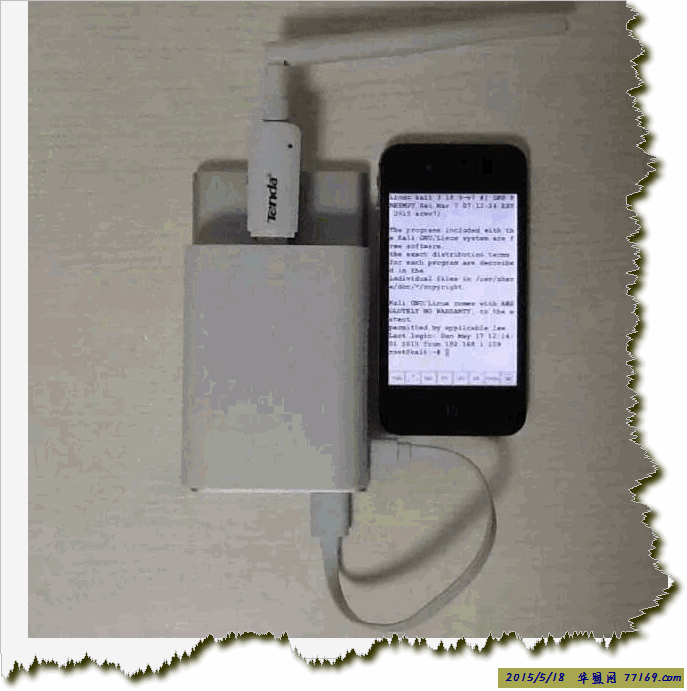 Tenda
Linux kali 3.18.9-v7 #1 SMP P
REEMPT Sat Mar 7 07:12:34 EST
2015 armv7l
The programs included with th
e Kali GNU/Linux system are f
ree software;
the exact distribution terms
for each program are describe
d in the
individual files in /usr/shar
e/doc/*/copyright.
Kali GNU/Linux comes with ABS
OLUTELY NO WARRANTY, to the e
xtent
permitted by applicable law.
Last login: Sun May 17 12:14:
01 2015 from 192.168.1.109
root@kali:~#
2015/5/18 华盟网 77169.com